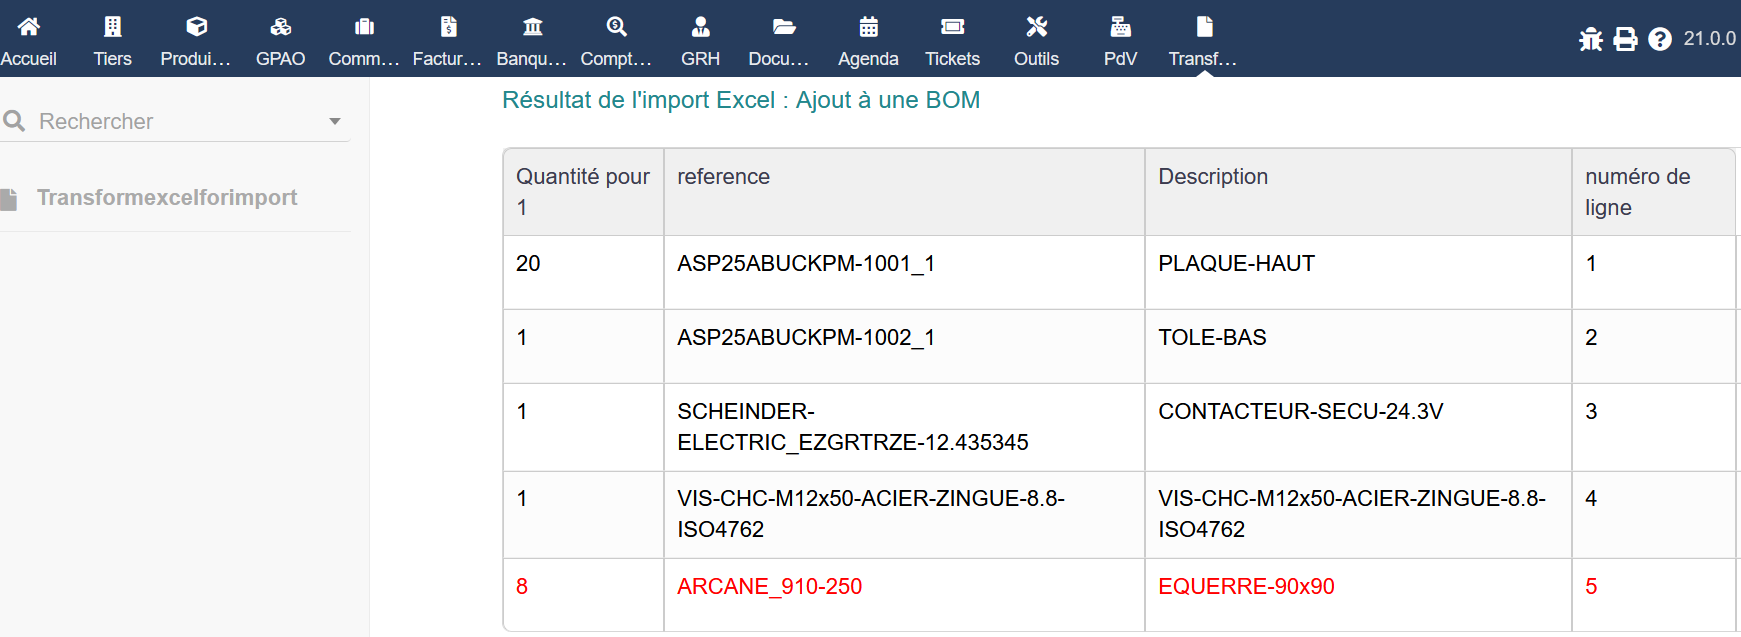 Accueil Tiers Produi... GPAO Comm... Factur... Banqu... Compt... GRH Docu... Agenda Tickets Outils PdV Transf... 21.0.0
Rechercher
Transformexcelforimport
Résultat de l'import Excel : Ajout à une BOM
Quantité pour reference Description numéro de
1 ligne
20 ASP25ABUCKPM-1001_1 PLAQUE-HAUT 1
1 ASP25ABUCKPM-1002_1 TOLE-BAS 2
1 SCHEINDER- CONTACTEUR-SECU-24.3V 3
ELECTRIC_EZGRTRZE-12.435345
1 VIS-CHC-M12x50-ACIER-ZINGUE-8.8- VIS-CHC-M12x50-ACIER-ZINGUE-8.8- 4
ISO4762 ISO4762
8 ARCANE_910-250 EQUERRE-90x90 5